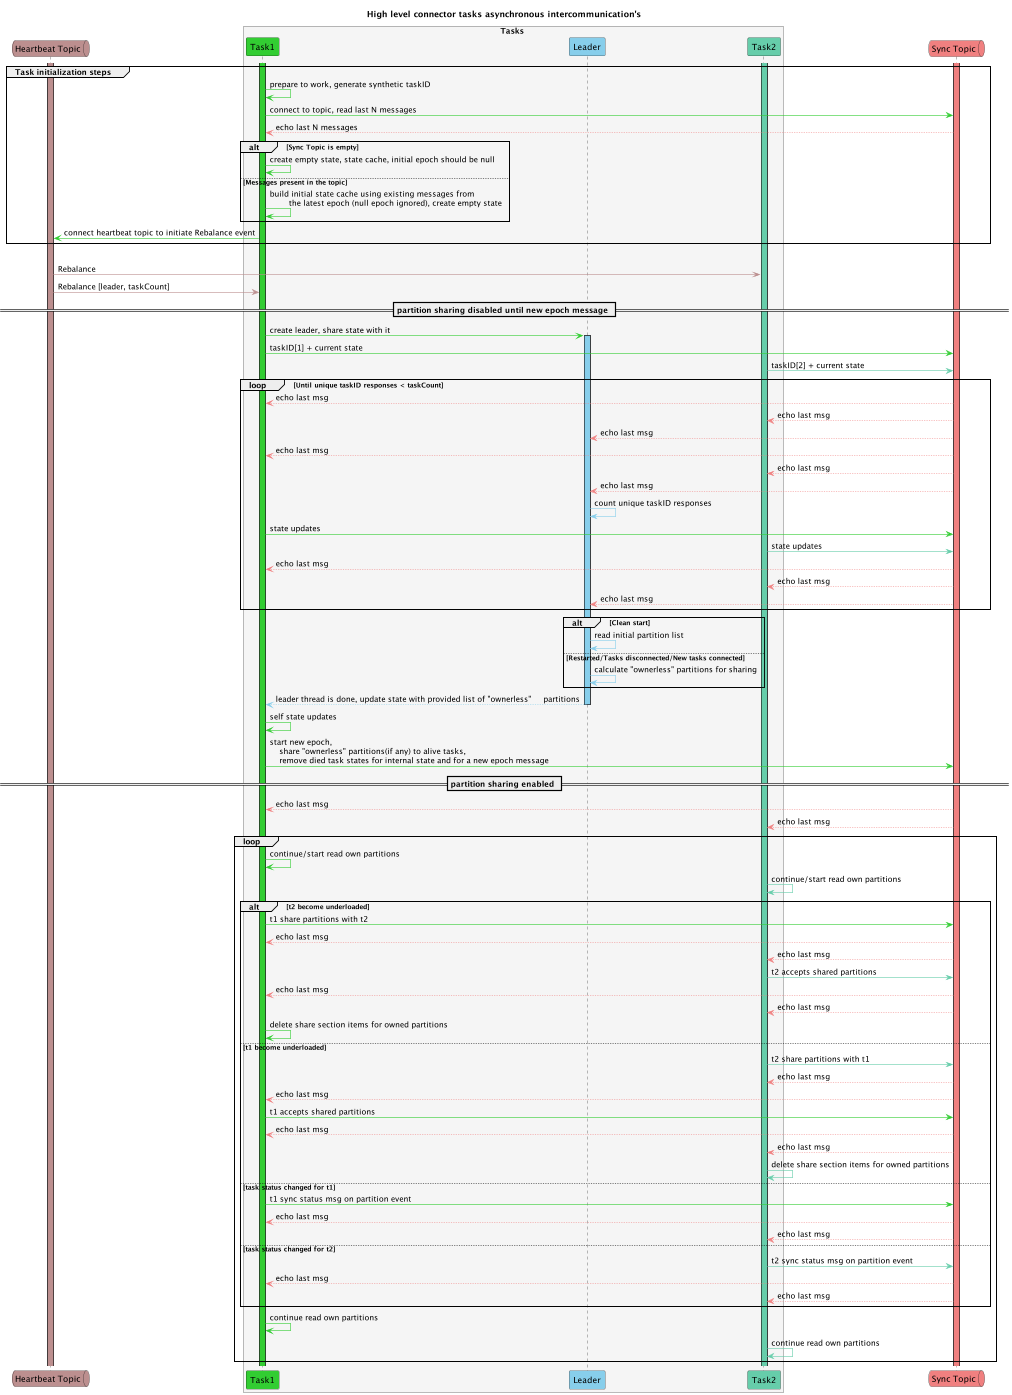 High level connector tasks asynchronous intercommunication's
Tasks
Heartbeat Topic
Task1
Leader
Task2
Sync Topic
Task initialization steps
prepare to work, generate synthetic taskID
connect to topic, read last N messages
echo last N messages
alt [Sync Topic is empty]
create empty state, state cache, initial epoch should be null
[Messages present in the topic]
build initial state cache using existing messages from
the latest epoch (null epoch ignored), create empty state
connect heartbeat topic to initiate Rebalance event
Rebalance
Rebalance [leader, taskCount]
partition sharing disabled until new epoch message
create leader, share state with it
taskID[1] + current state
taskID[2] + current state
loop [Until unique taskID responses < taskCount]
echo last msg
echo last msg
echo last msg
echo last msg
echo last msg
echo last msg
count unique taskID responses
state updates
state updates
echo last msg
echo last msg
echo last msg
alt [Clean start]
read initial partition list
[Restarted/Tasks disconnected/New tasks connected]
calculate "ownerless" partitions for sharing
leader thread is done, update state with provided list of "ownerless" partitions
self state updates
start new epoch,
share "ownerless" partitions(if any) to alive tasks,
remove died task states for internal state and for a new epoch message
partition sharing enabled
echo last msg
echo last msg
loop
continue/start read own partitions
continue/start read own partitions
alt [t2 become underloaded]
t1 share partitions with t2
echo last msg
echo last msg
t2 accepts shared partitions
echo last msg
echo last msg
delete share section items for owned partitions
[t1 become underloaded]
t2 share partitions with t1
echo last msg
echo last msg
t1 accepts shared partitions
echo last msg
echo last msg
delete share section items for owned partitions
[task status changed for t1]
t1 sync status msg on partition event
echo last msg
echo last msg
[task status changed for t2]
t2 sync status msg on partition event
echo last msg
echo last msg
continue read own partitions
continue read own partitions
Heartbeat Topic
Task1
Leader
Task2
Sync Topic